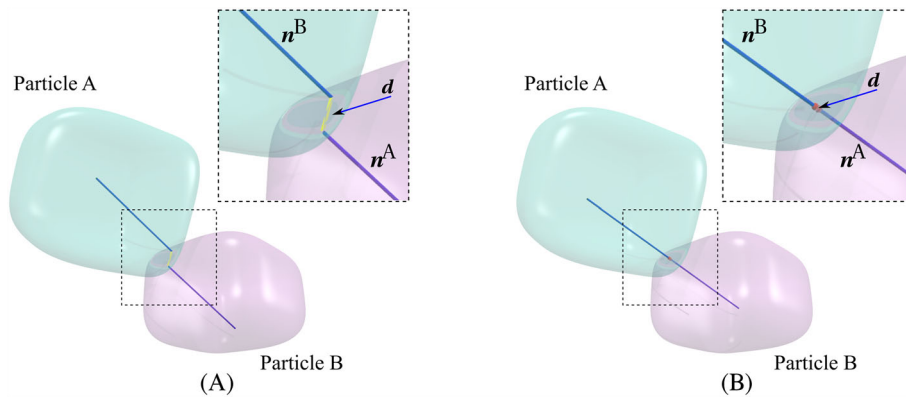 n^B
d
n^A
Particle A
Particle B
(A)
n^B
d
n^A
Particle A
Particle B
(B)